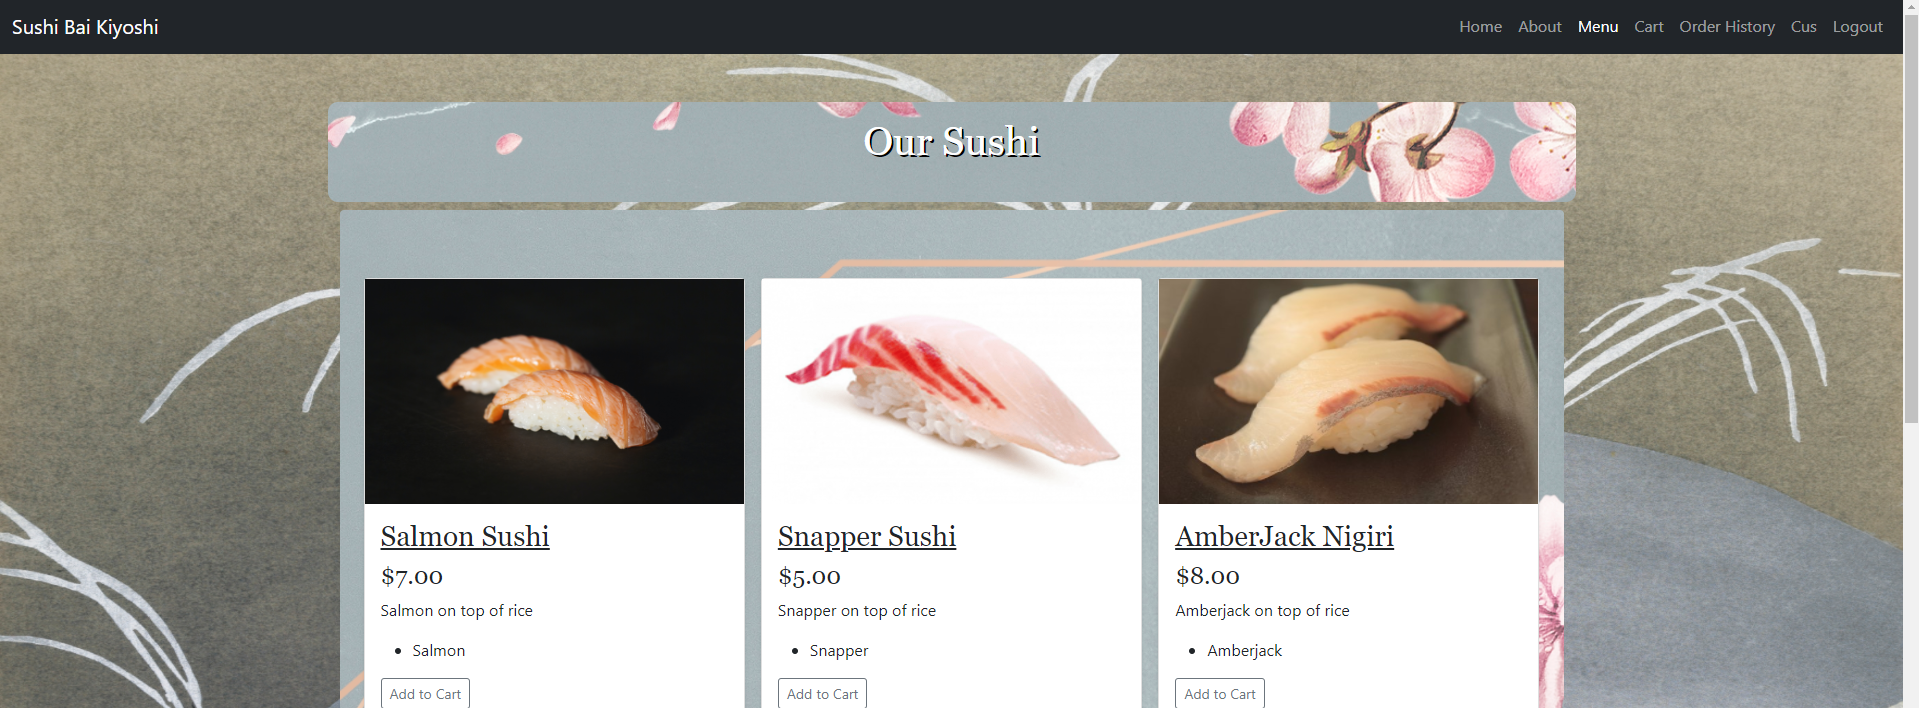 Sushi Bai Kiyoshi
Home About Menu Cart Order History Cus Logout
Our Sushi
Salmon Sushi
$7.00
Salmon on top of rice
• Salmon
Add to Cart
Snapper Sushi
$5.00
Snapper on top of rice
• Snapper
Add to Cart
AmberJack Nigiri
$8.00
Amberjack on top of rice
• Amberjack
Add to Cart